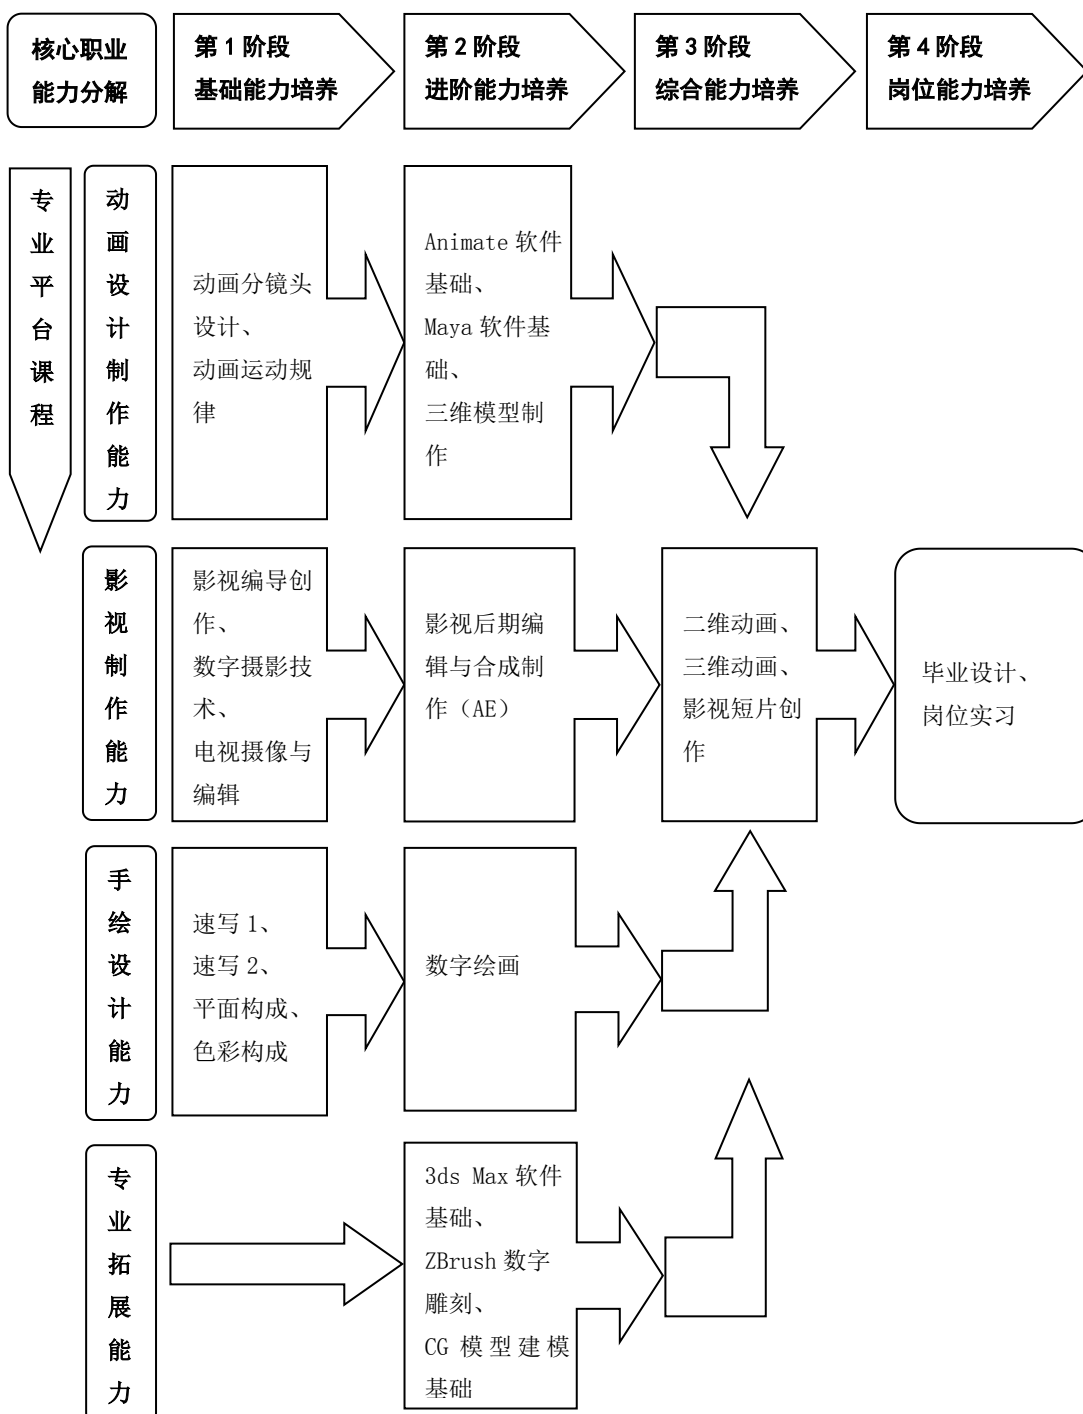 核心职业
能力分解
第 1 阶段
基础能力培养
第 2 阶段
进阶能力培养
第 3 阶段
综合能力培养
第 4 阶段
岗位能力培养
专业平台课程
动画设计制作能力
动画分镜头
设计、
动画运动规
律
Animate 软件
基础、
Maya 软件基
础、
三维模型制
作
影视制作能力
影视编导创
作、
数字摄影技
术、
电视摄像与
编辑
影视后期编
辑与合成制
作（AE）
二维动画、
三维动画、
影视短片创
作
毕业设计、
岗位实习
手绘设计能力
速写 1、
速写 2、
平面构成、
色彩构成
数字绘画
专业拓展能力
3ds Max 软件
基础、
ZBrush 数字
雕刻、
CG 模型建模
基础